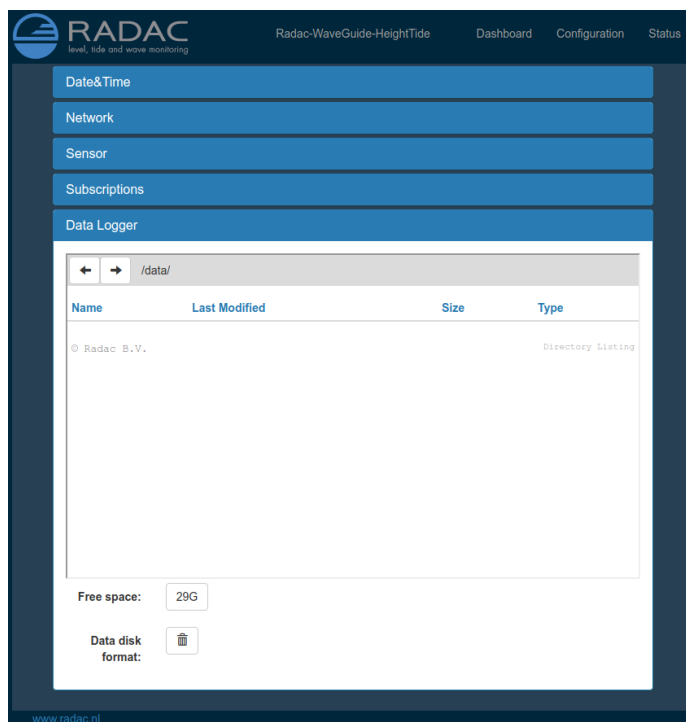 RADAC
level, tide and wave monitoring
Radac-WaveGuide-HeightTide Dashboard Configuration Status
Date&Time
Network
Sensor
Subscriptions
Data Logger
/data/
Name Last Modified Size Type
© Radac B.V. Directory Listing
Free space: 29G
Data disk
format:
www.radac.nl